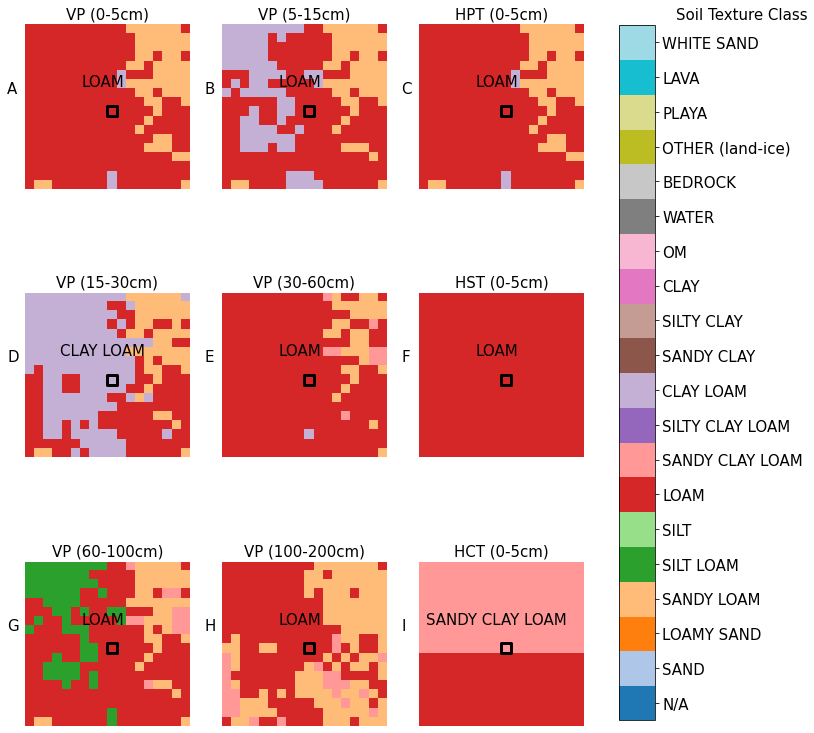 VP (0-5cm)
VP (5-15cm)
HPT (0-5cm)
Soil Texture Class
A
LOAM
B
LOAM
C
LOAM
VP (15-30cm)
VP (30-60cm)
HST (0-5cm)
D
CLAY LOAM
E
LOAM
F
LOAM
VP (60-100cm)
VP (100-200cm)
HCT (0-5cm)
G
LOAM
H
LOAM
I
SANDY CLAY LOAM
WHITE SAND
LAVA
PLAYA
OTHER (land-ice)
BEDROCK
WATER
OM
CLAY
SILTY CLAY
SANDY CLAY
CLAY LOAM
SILTY CLAY LOAM
SANDY CLAY LOAM
LOAM
SILT
SILT LOAM
SANDY LOAM
LOAMY SAND
SAND
N/A